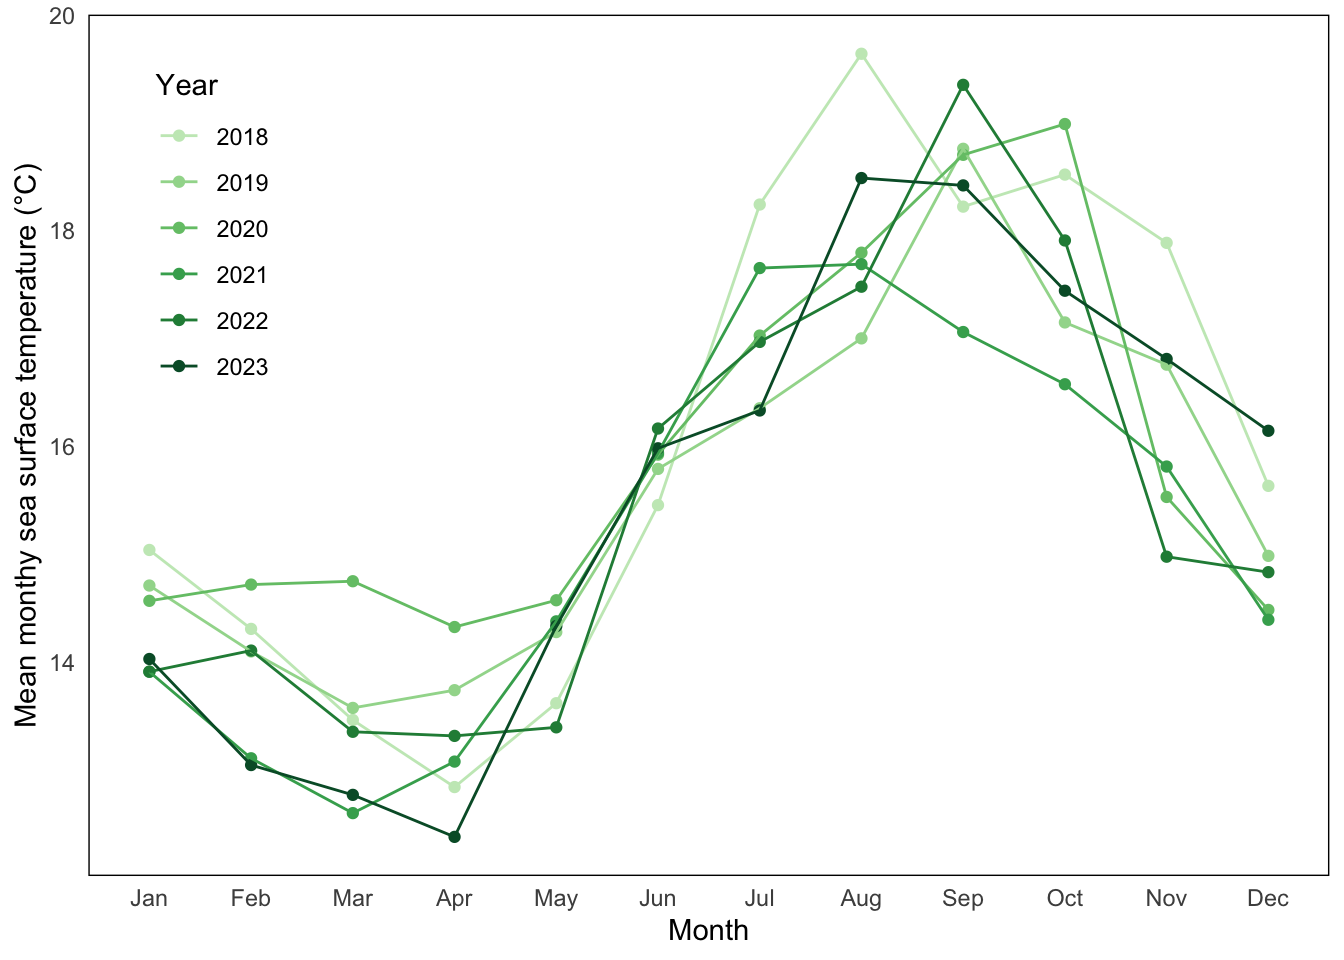 20
18
16
14
Mean monthy sea surface temperature (°C)
Year
2018
2019
2020
2021
2022
2023
Jan Feb Mar Apr May Jun Jul Aug Sep Oct Nov Dec
Month